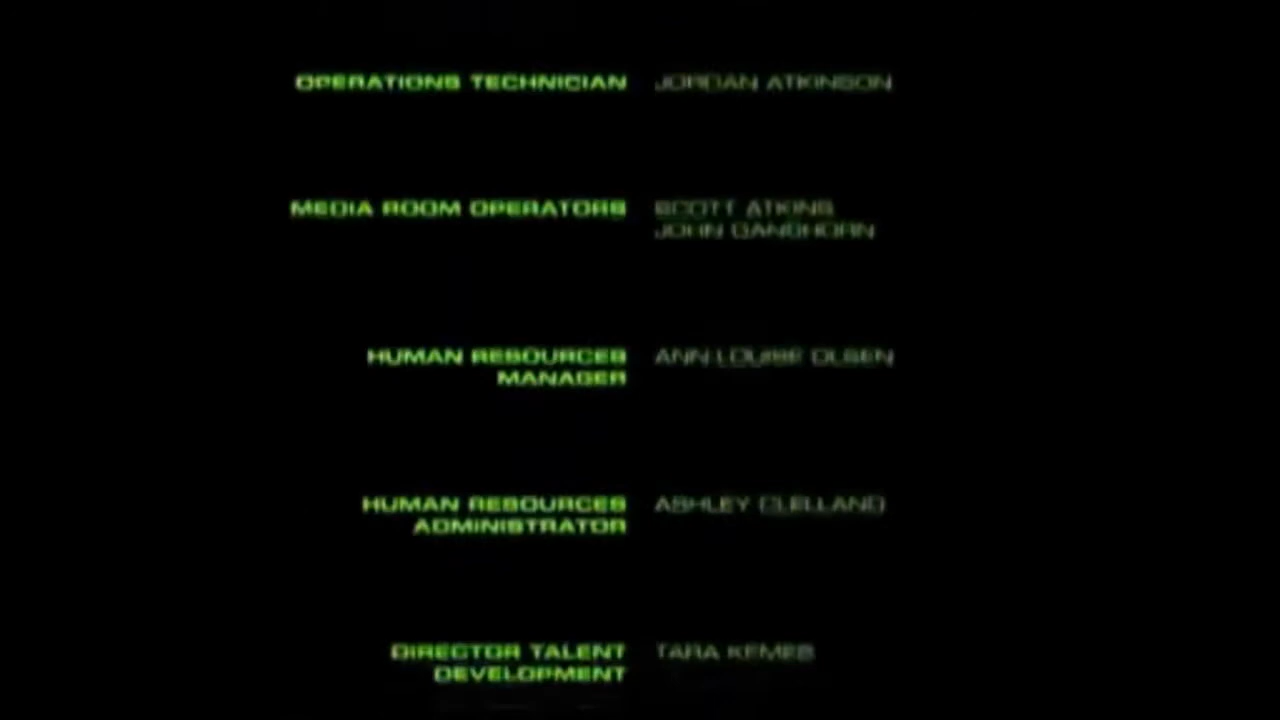 OPERATIONS TECHNICIAN JORDAN ATKINSON
MEDIA ROOM OPERATORS SCOTT ATKINS
JOHN GANSHORN
HUMAN RESOURCES ANN LOUISE OLSEN
MANAGER
HUMAN RESOURCES ASHLEY CLELLAND
ADMINISTRATOR
DIRECTOR TALENT TARA KEMES
DEVELOPMENT